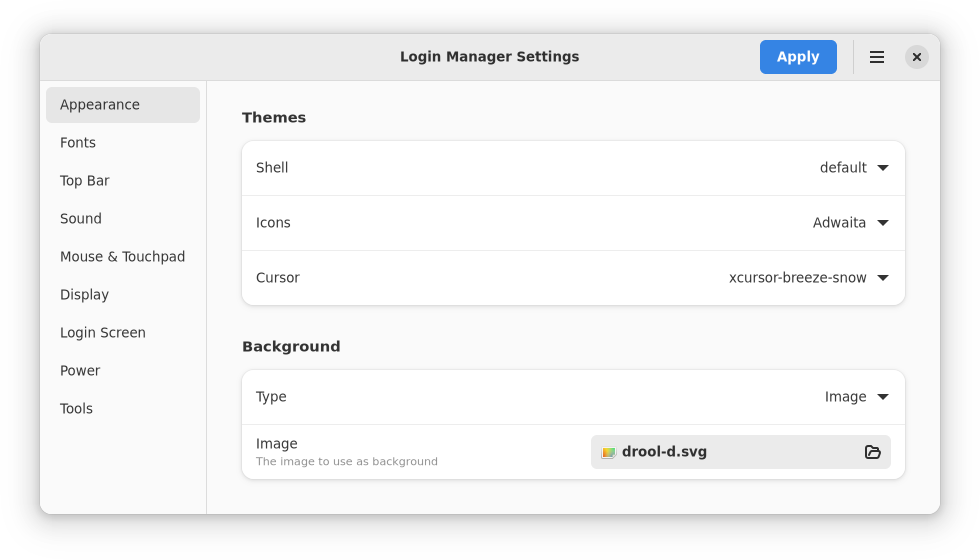 Login Manager Settings
Apply
Appearance
Fonts
Top Bar
Sound
Mouse & Touchpad
Display
Login Screen
Power
Tools
Themes
Shell default
Icons Adwaita
Cursor xcursor-breeze-snow
Background
Type Image
Image
The image to use as background
drool-d.svg